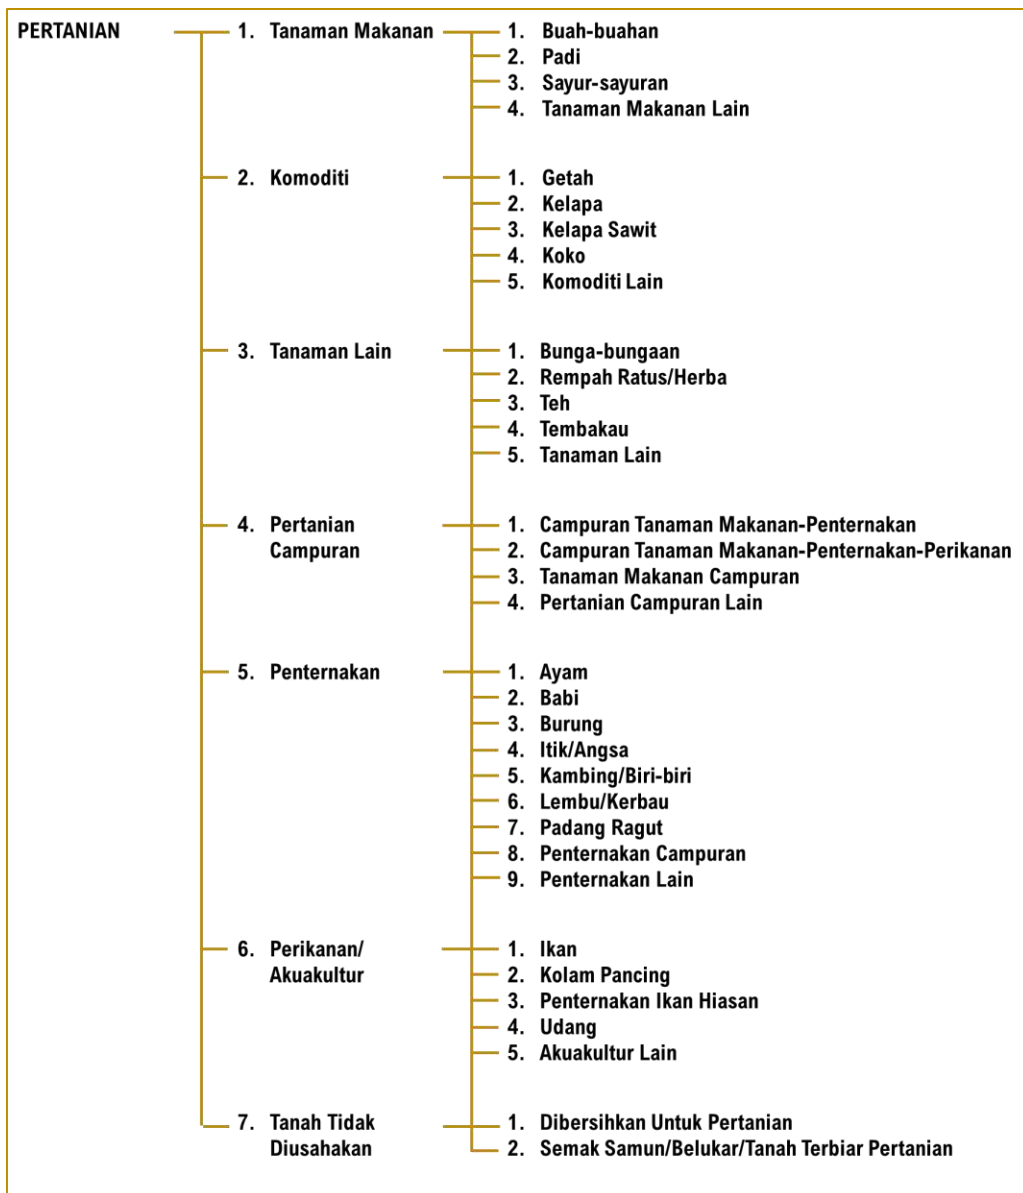 PERTANIAN
1. Tanaman Makanan
1. Buah-buahan
2. Padi
3. Sayur-sayuran
4. Tanaman Makanan Lain
2. Komoditi
1. Getah
2. Kelapa
3. Kelapa Sawit
4. Koko
5. Komoditi Lain
3. Tanaman Lain
1. Bunga-bungaan
2. Rempah Ratus/Herba
3. Teh
4. Tembakau
5. Tanaman Lain
4. Pertanian
Campuran
1. Campuran Tanaman Makanan-Penternakan
2. Campuran Tanaman Makanan-Penternakan-Perikanan
3. Tanaman Makanan Campuran
4. Pertanian Campuran Lain
5. Penternakan
1. Ayam
2. Babi
3. Burung
4. Itik/Angsa
5. Kambing/Biri-biri
6. Lembu/Kerbau
7. Padang Ragut
8. Penternakan Campuran
9. Penternakan Lain
6. Perikanan/
Akuakultur
1. Ikan
2. Kolam Pancing
3. Penternakan Ikan Hiasan
4. Udang
5. Akuakultur Lain
7. Tanah Tidak
Diusahakan
1. Dibersihkan Untuk Pertanian
2. Semak Samun/Belukar/Tanah Terbiar Pertanian